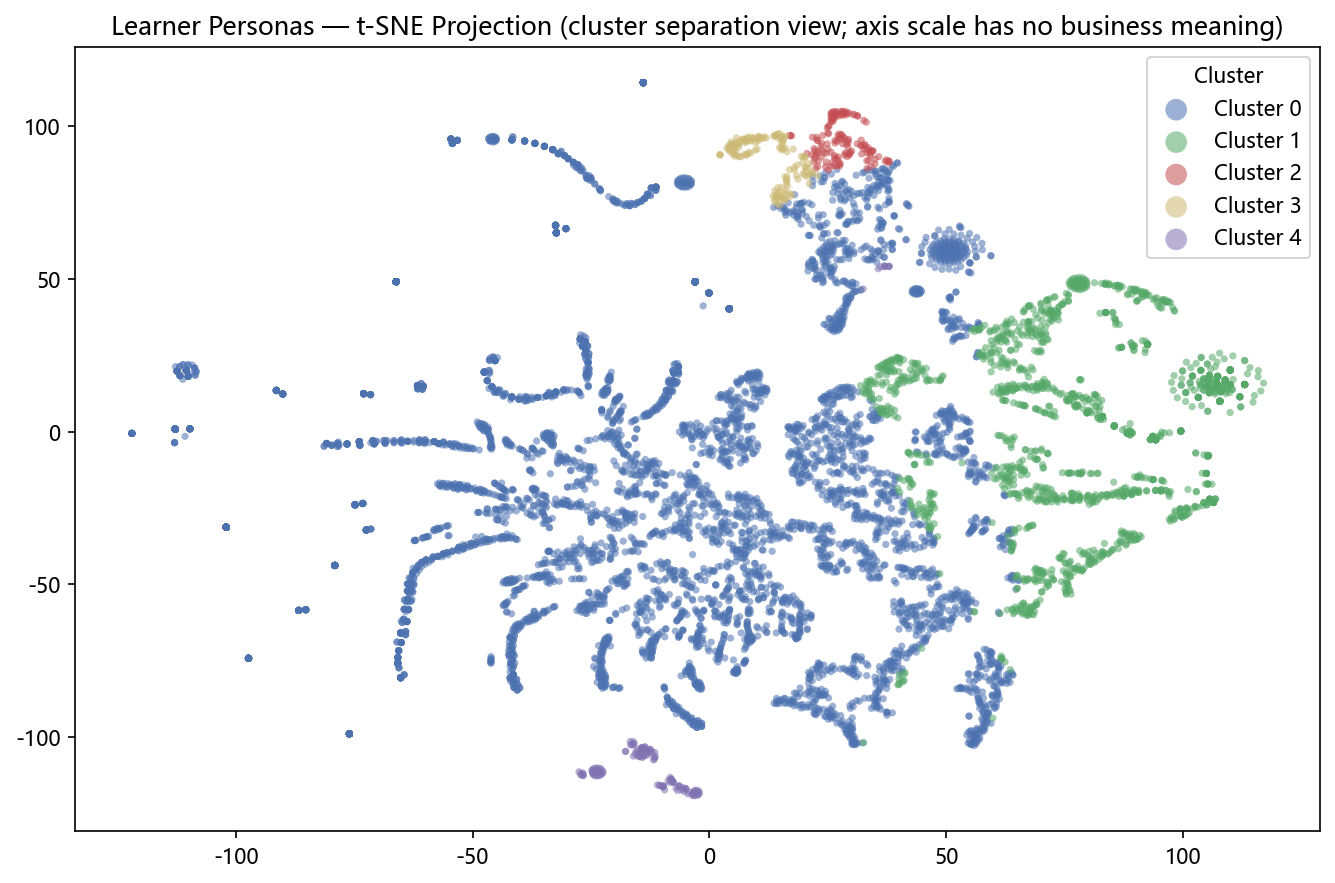 Learner Personas — t-SNE Projection (cluster separation view; axis scale has no business meaning)
Cluster
Cluster 0
Cluster 1
Cluster 2
Cluster 3
Cluster 4
100
50
0
-50
-100
-100
-50
0
50
100